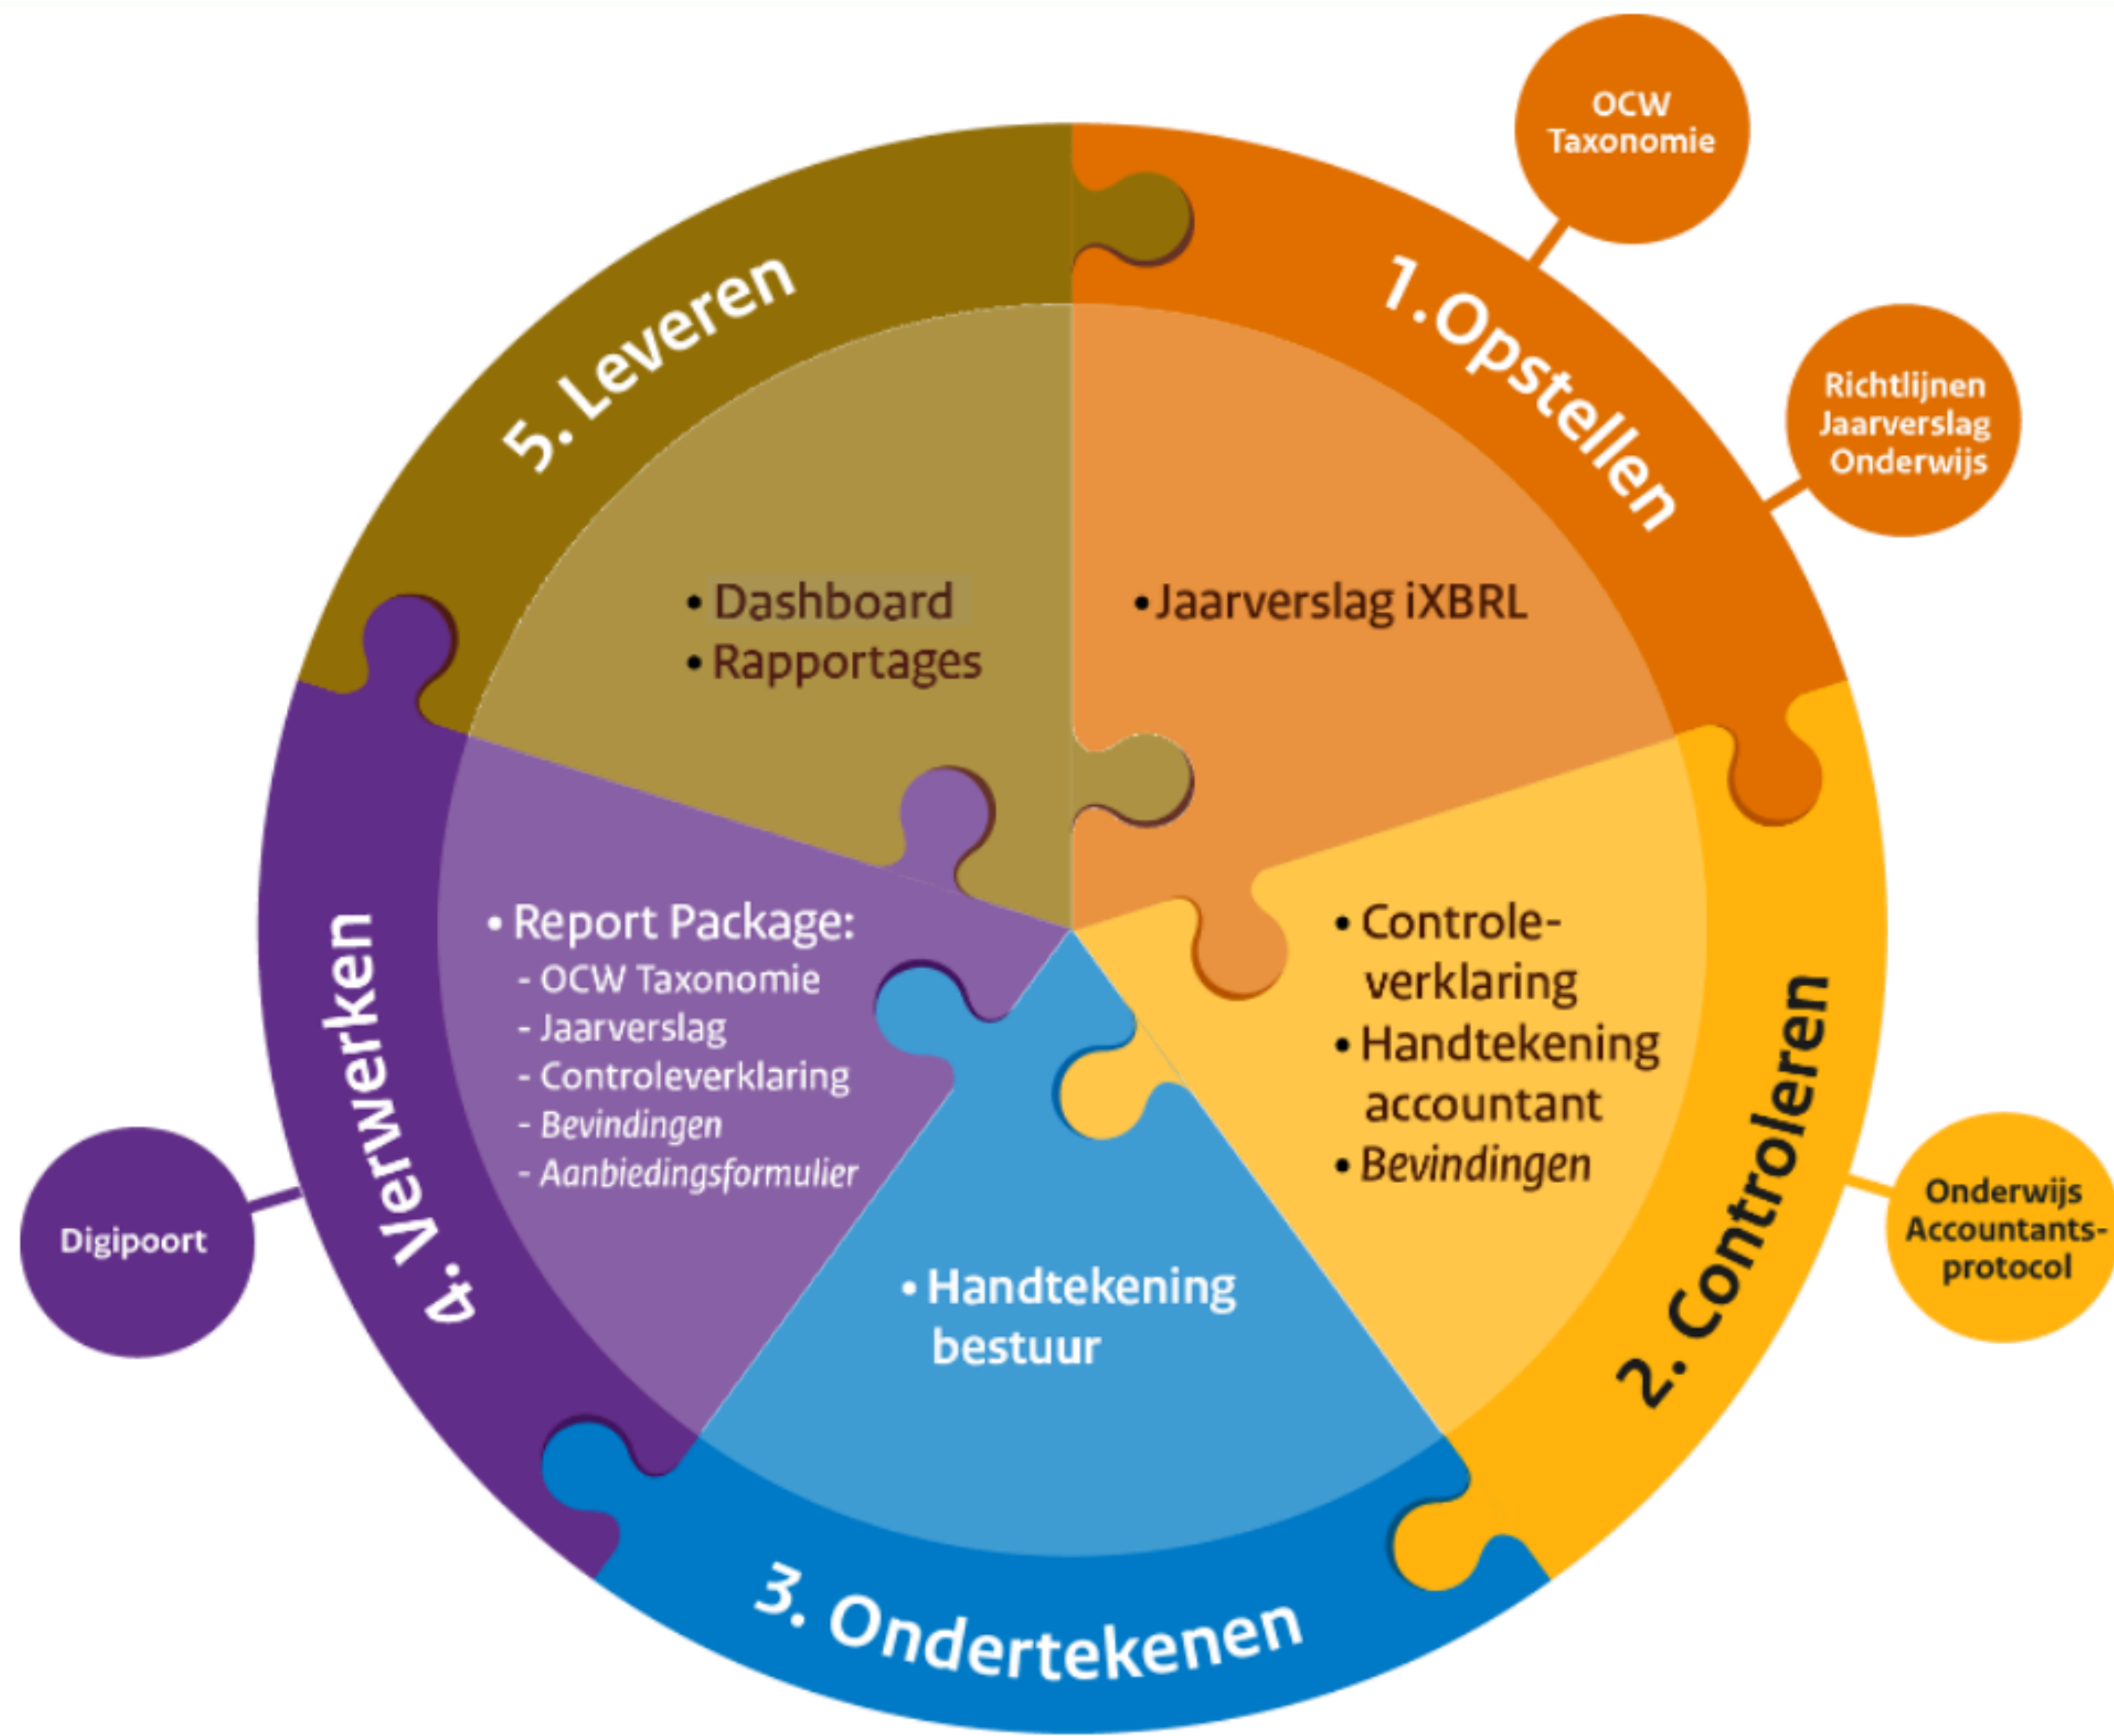 OCW
Taxonomie
1. Opstellen
Richtlijnen
Jaarverslag
Onderwijs
• Jaarverslag iXBRL
2. Controleren
• Controle-
verklaring
• Handtekening
accountant
• Bevindingen
Onderwijs
Accountants-
protocol
3. Ondertekenen
• Handtekening
bestuur
4. Verwerken
• Report Package:
- OCW Taxonomie
- Jaarverslag
- Controleverklaring
- Bevindingen
- Aanbiedingsformulier
Digipoort
5. Leveren
• Dashboard
• Rapportages